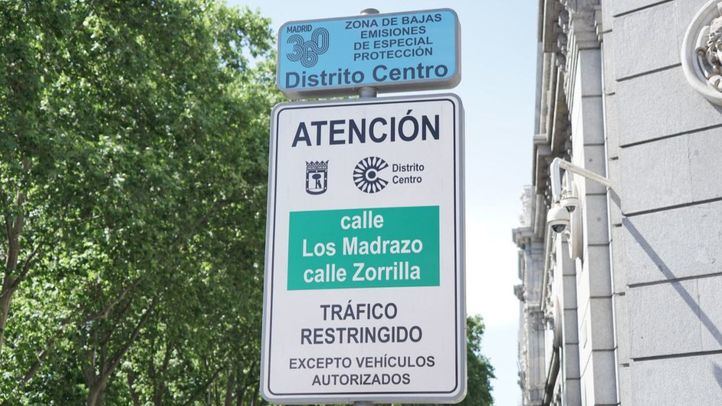 MADRID
360
ZONA DE BAJAS
EMISIONES
DE ESPECIAL
PROTECCIÓN
Distrito Centro
ATENCIÓN
Distrito
Centro
calle
Los Madrazo
calle Zorrilla
TRÁFICO
RESTRINGIDO
EXCEPTO VEHÍCULOS
AUTORIZADOS